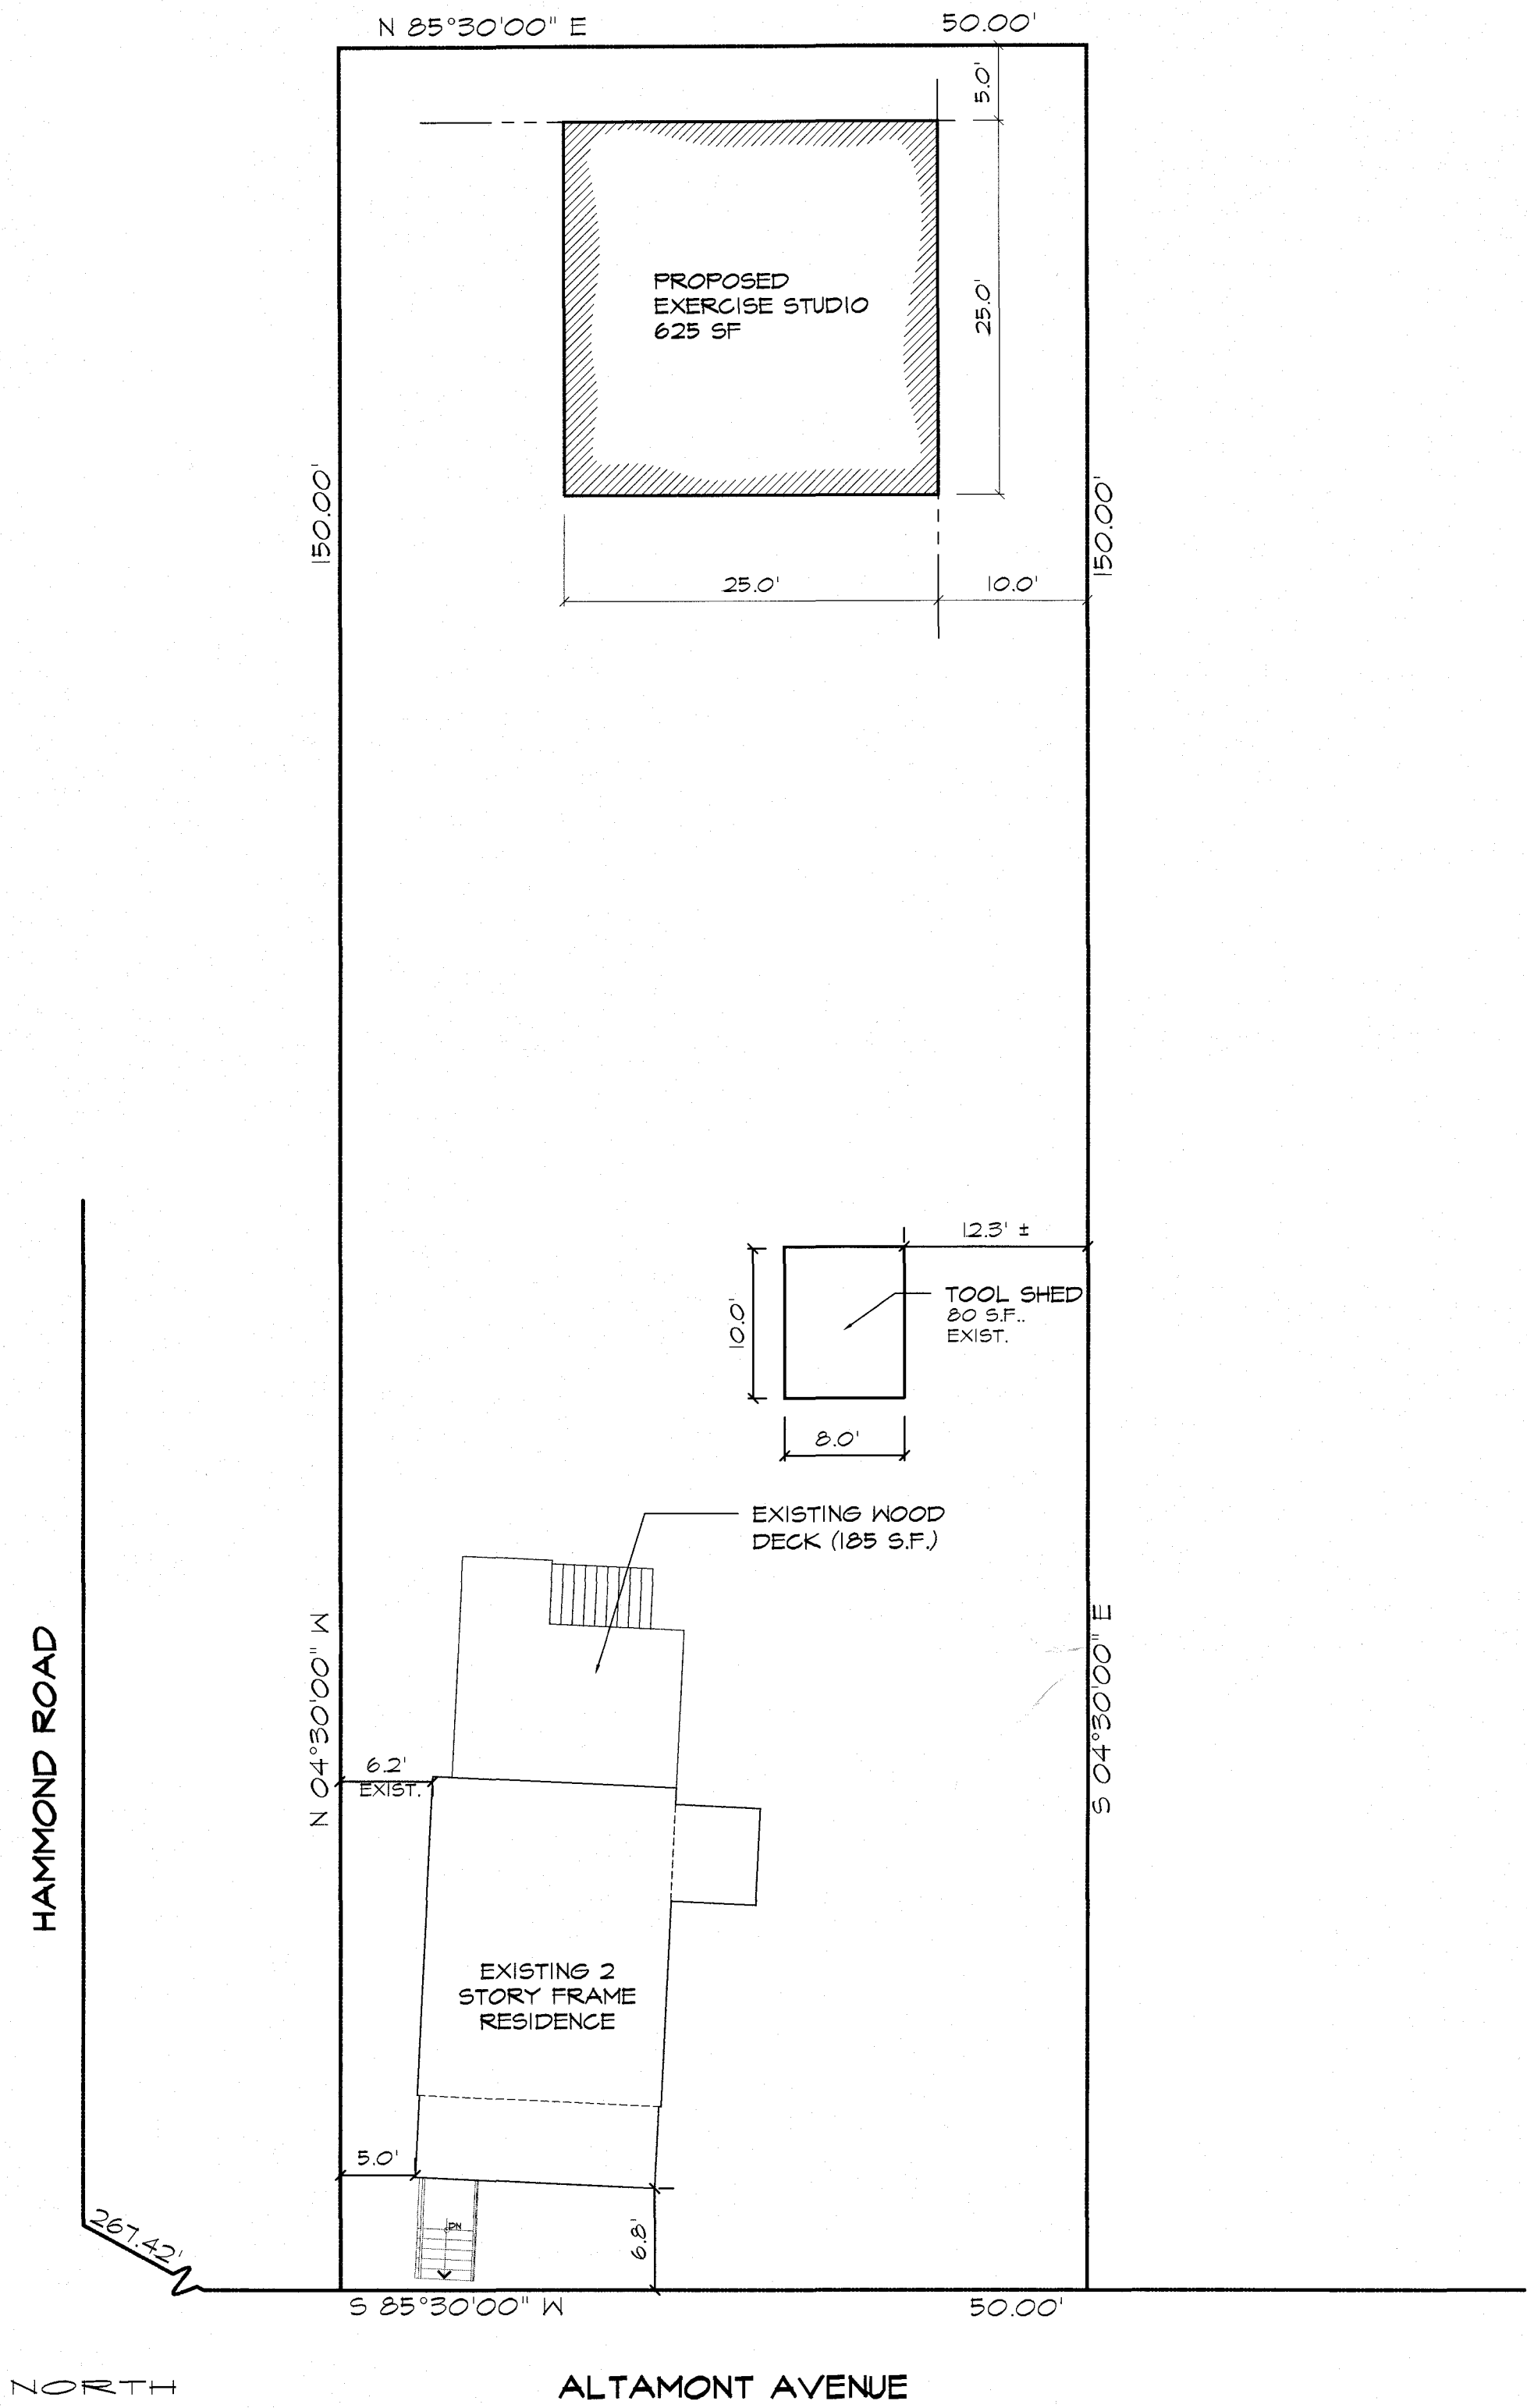 N 85°30'00" E
50.00'
5.0'
PROPOSED
EXERCISE STUDIO
625 SF
25.0'
150.00'
150.00'
25.0'
10.0'
12.3' ±
TOOL SHED
80 S.F..
EXIST.
10.0'
8.0'
EXISTING WOOD
DECK (185 S.F.)
N 04°30'00" W
S 04°30'00" E
HAMMOND ROAD
6.2'
EXIST.
EXISTING 2
STORY FRAME
RESIDENCE
5.0'
DN
6.8'
267.42'
S 85°30'00" W
50.00'
NORTH
ALTAMONT AVENUE